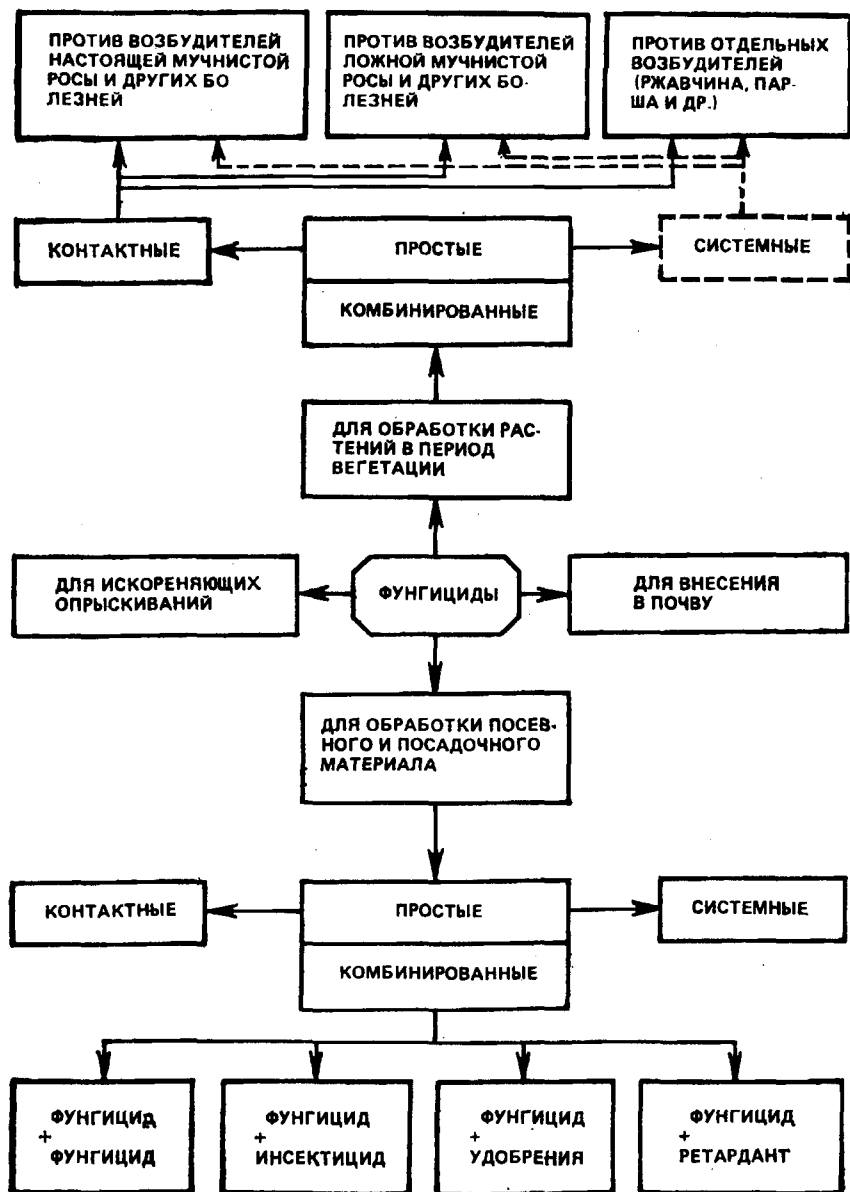 ПРОТИВ ВОЗБУДИТЕЛЕЙ
НАСТОЯЩЕЙ МУЧНИСТОЙ
РОСЫ И ДРУГИХ БО
ЛЕЗНЕЙ
ПРОТИВ ВОЗБУДИТЕЛЕЙ
ЛОЖНОЙ МУЧНИСТОЙ
РОСЫ И ДРУГИХ БО-
ЛЕЗНЕЙ
ПРОТИВ ОТДЕЛЬНЫХ
ВОЗБУДИТЕЛЕЙ
(РЖАВЧИНА, ПАР-
ША И ДР.)
КОНТАКТНЫЕ
ПРОСТЫЕ
СИСТЕМНЫЕ
КОМБИНИРОВАННЫЕ
ДЛЯ ОБРАБОТКИ РАС-
ТЕНИЙ В ПЕРИОД
ВЕГЕТАЦИИ
ДЛЯ ИСКОРЕНЯЮЩИХ
ОПРЫСКИВАНИЙ
ФУНГИЦИДЫ
ДЛЯ ВНЕСЕНИЯ
В ПОЧВУ
ДЛЯ ОБРАБОТКИ ПОСЕВ-
НОГО И ПОСАДОЧНОГО
МАТЕРИАЛА
КОНТАКТНЫЕ
ПРОСТЫЕ
СИСТЕМНЫЕ
КОМБИНИРОВАННЫЕ
ФУНГИЦИД
+
ФУНГИЦИД
ФУНГИЦИД
+
ИНСЕКТИЦИД
ФУНГИЦИД
+
УДОБРЕНИЯ
ФУНГИЦИД
+
РЕТАРДАНТ